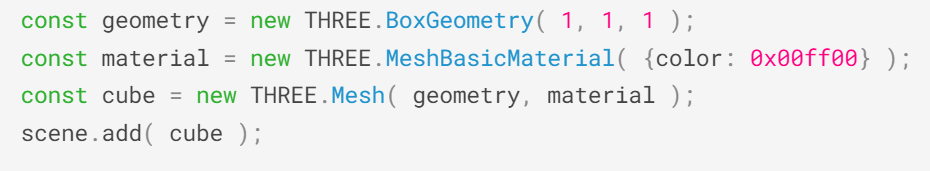 const geometry = new THREE.BoxGeometry( 1, 1, 1 );
const material = new THREE.MeshBasicMaterial( {color: 0x00ff00} );
const cube = new THREE.Mesh( geometry, material );
scene.add( cube );